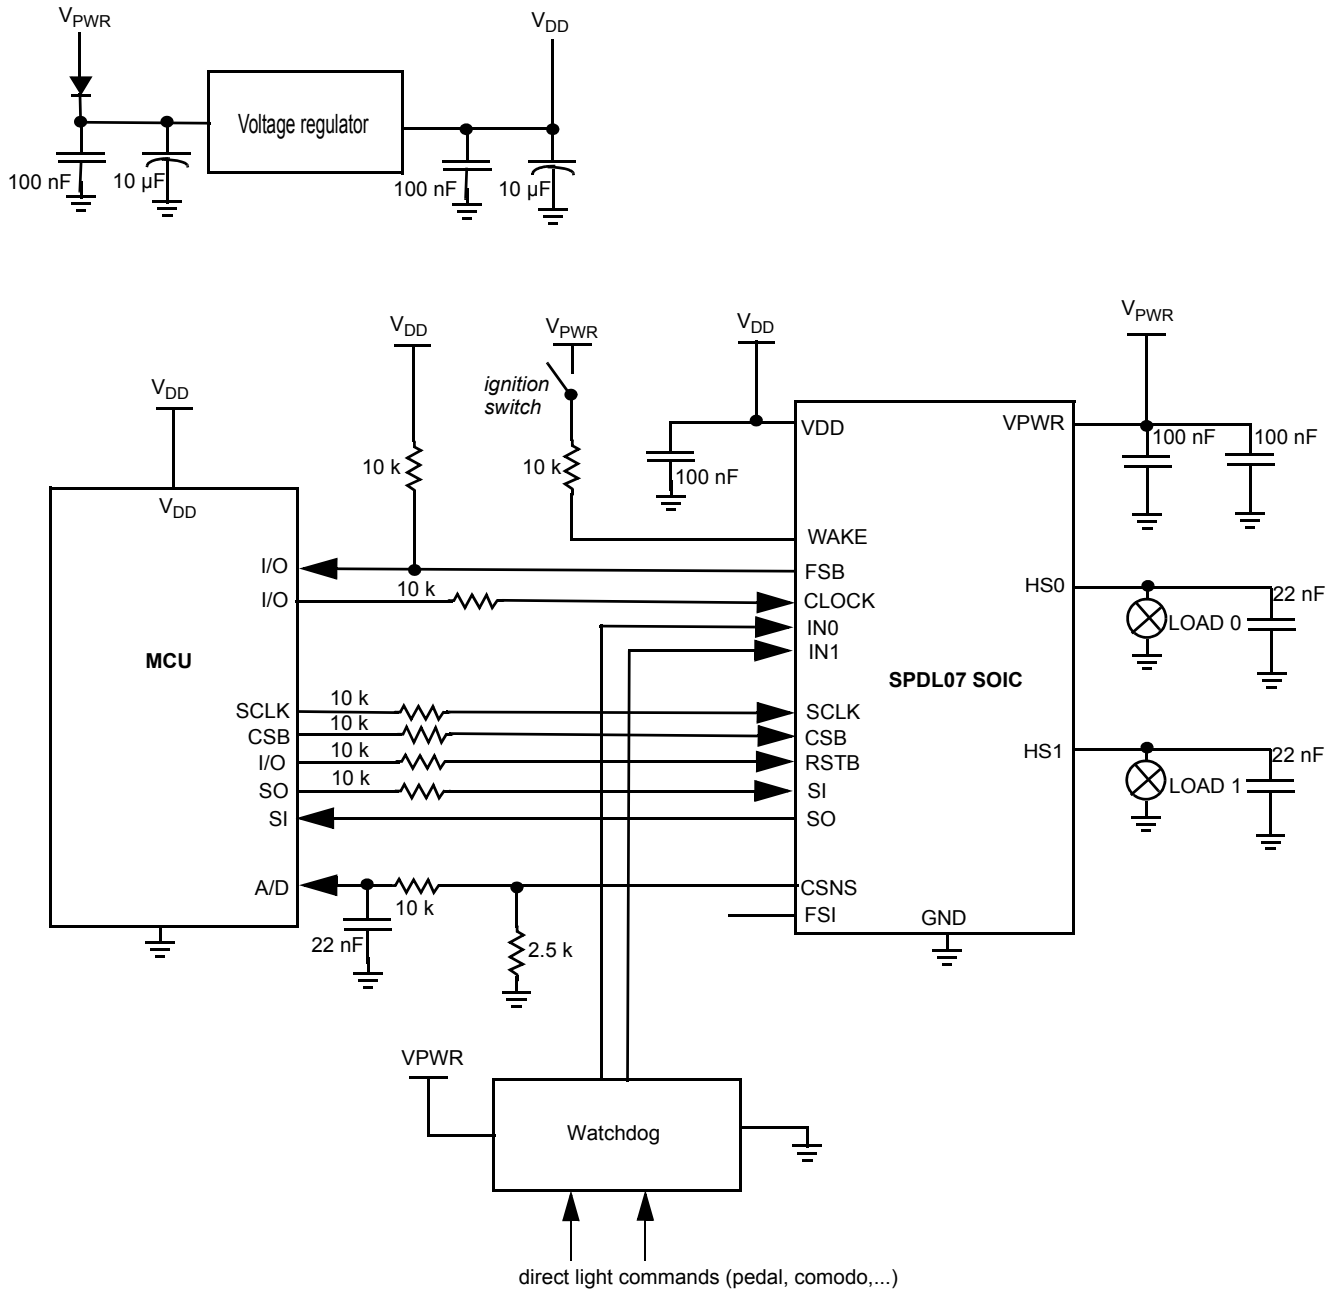 VPWR
VDD
Voltage regulator
100 nF
10 µF
100 nF
10 µF
VDD
VDD
VPWR
VDD
VPWR
ignition
switch
10 k
10 k
100 nF
100 nF
100 nF
VDD
MCU
I/O
I/O
SCLK
CSB
I/O
SO
SI
A/D
10 k
10 k
10 k
10 k
10 k
10 k
22 nF
2.5 k
VDD
WAKE
FSB
CLOCK
IN0
IN1
SCLK
CSB
RSTB
SI
SO
CSNS
FSI
GND
SPDL07 SOIC
VPWR
HS0
HS1
LOAD 0
22 nF
LOAD 1
22 nF
VPWR
Watchdog
direct light commands (pedal, comodo,...)